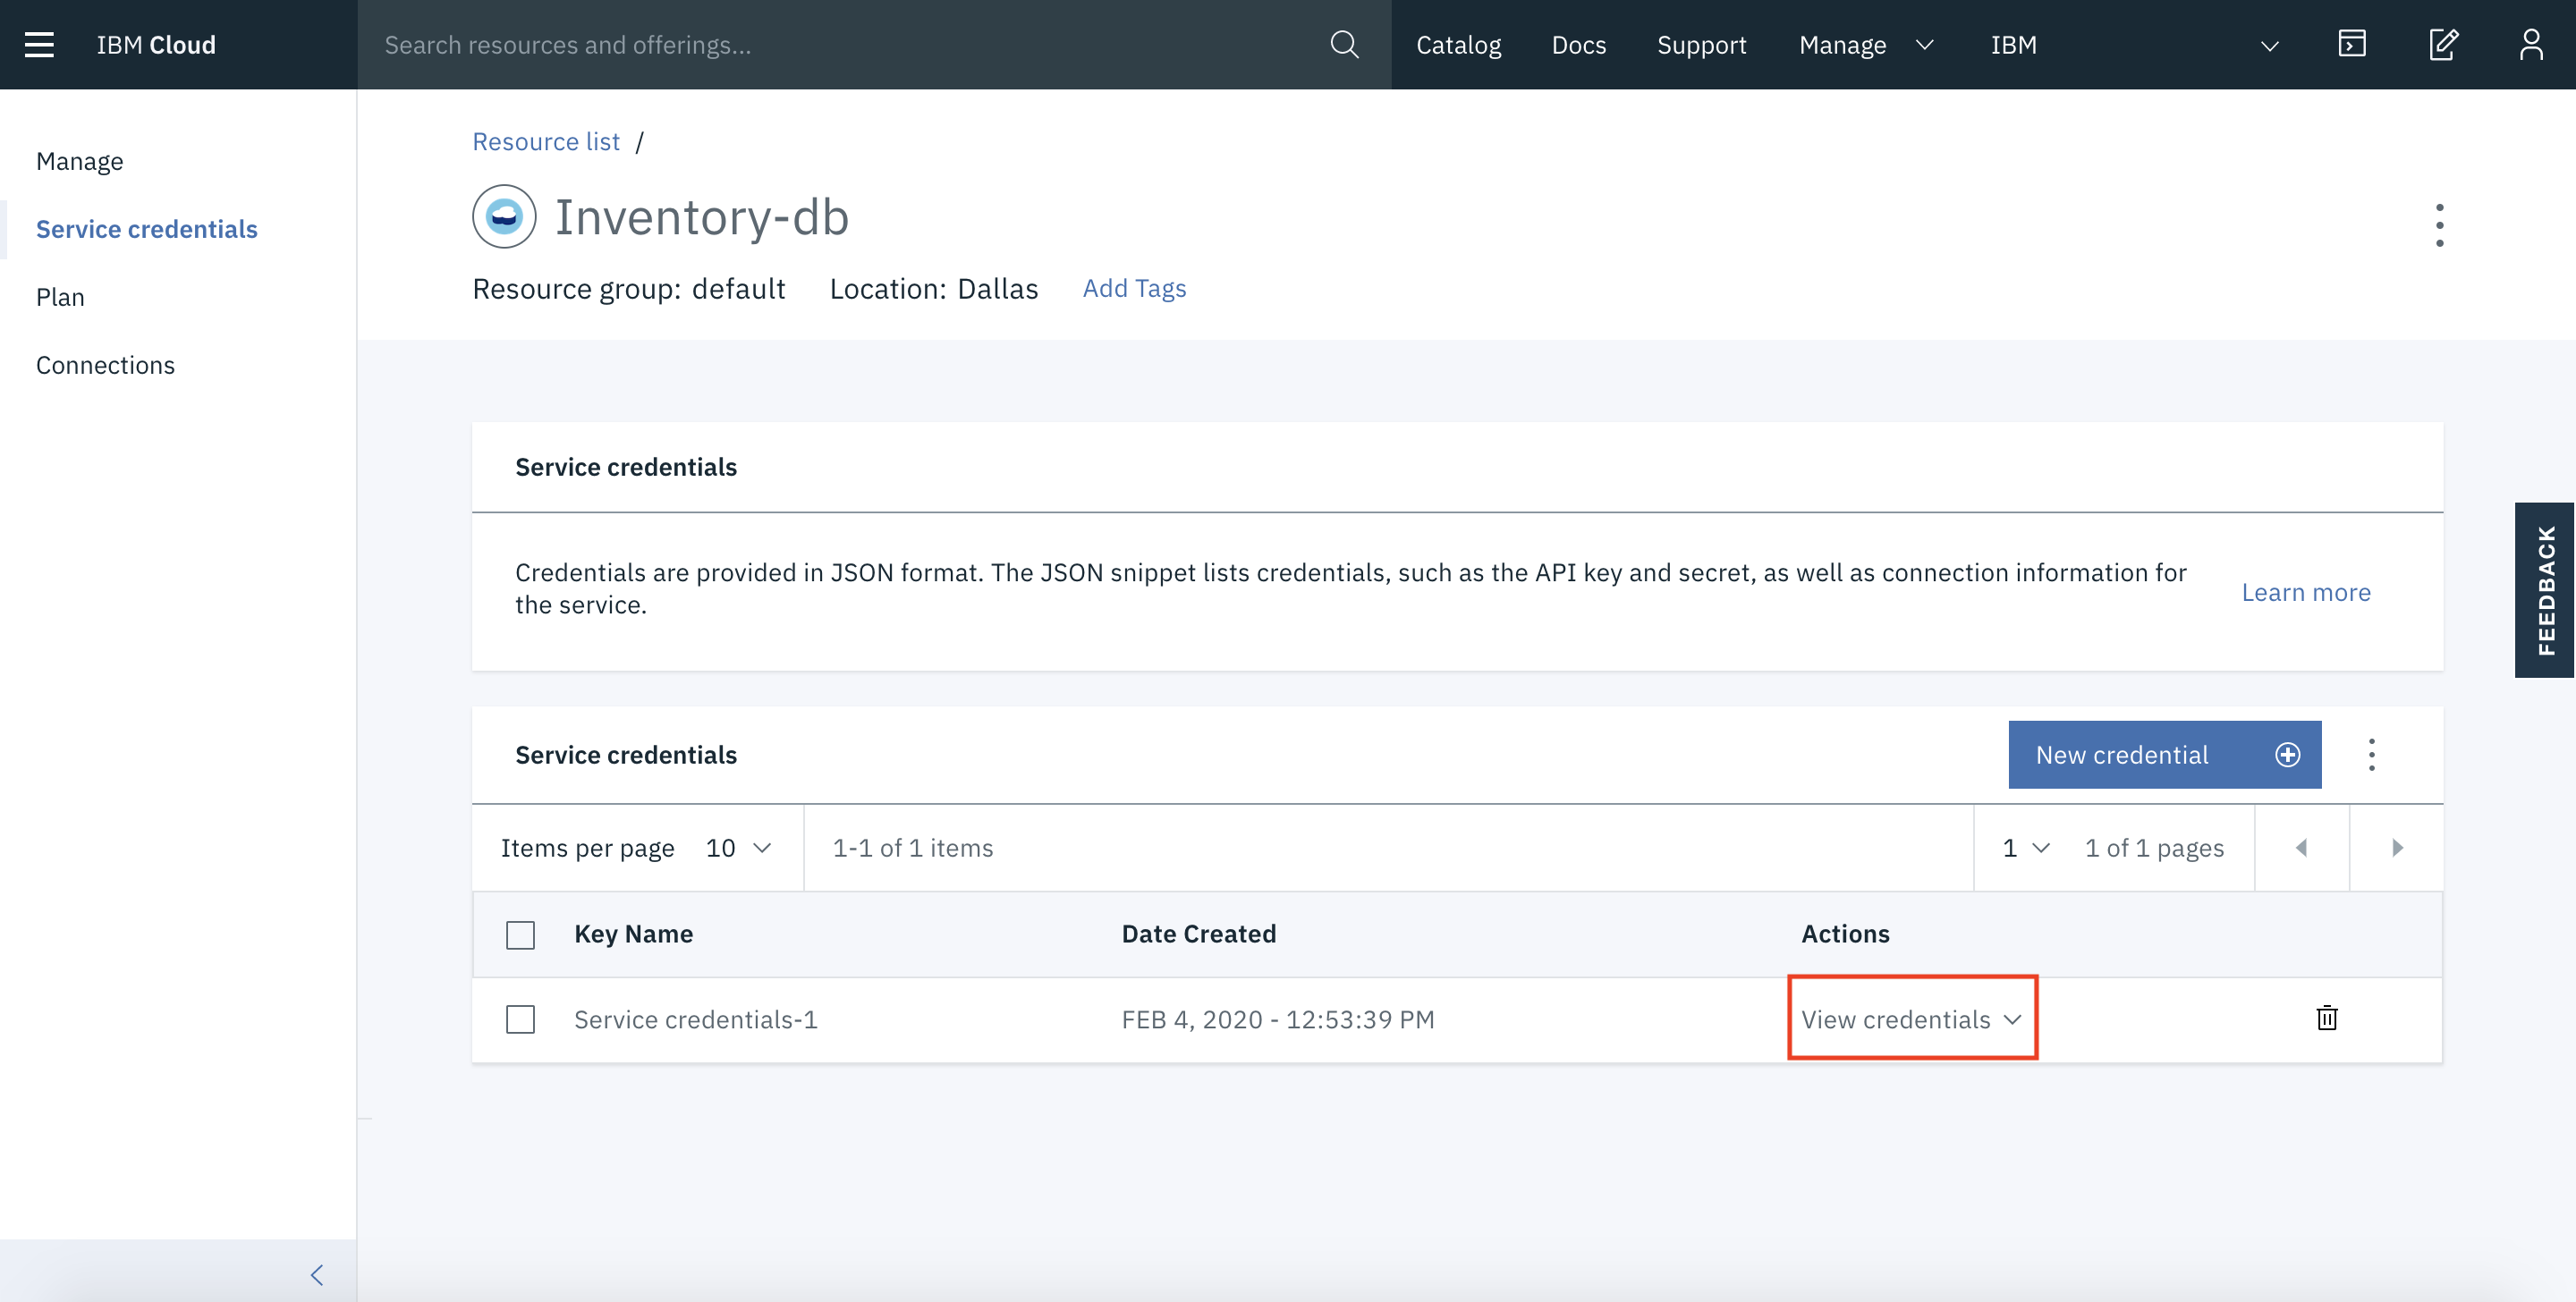 IBM Cloud
Search resources and offerings...
Catalog
Docs
Support
Manage
IBM
Manage
Service credentials
Plan
Connections
Resource list /
Inventory-db
Resource group: default
Location: Dallas
Add Tags
Service credentials
Credentials are provided in JSON format. The JSON snippet lists credentials, such as the API key and secret, as well as connection information for
the service.
Learn more
FEEDBACK
Service credentials
New credential
Items per page 10
1-1 of 1 items
1
1 of 1 pages
Key Name
Date Created
Actions
Service credentials-1
FEB 4, 2020 - 12:53:39 PM
View credentials